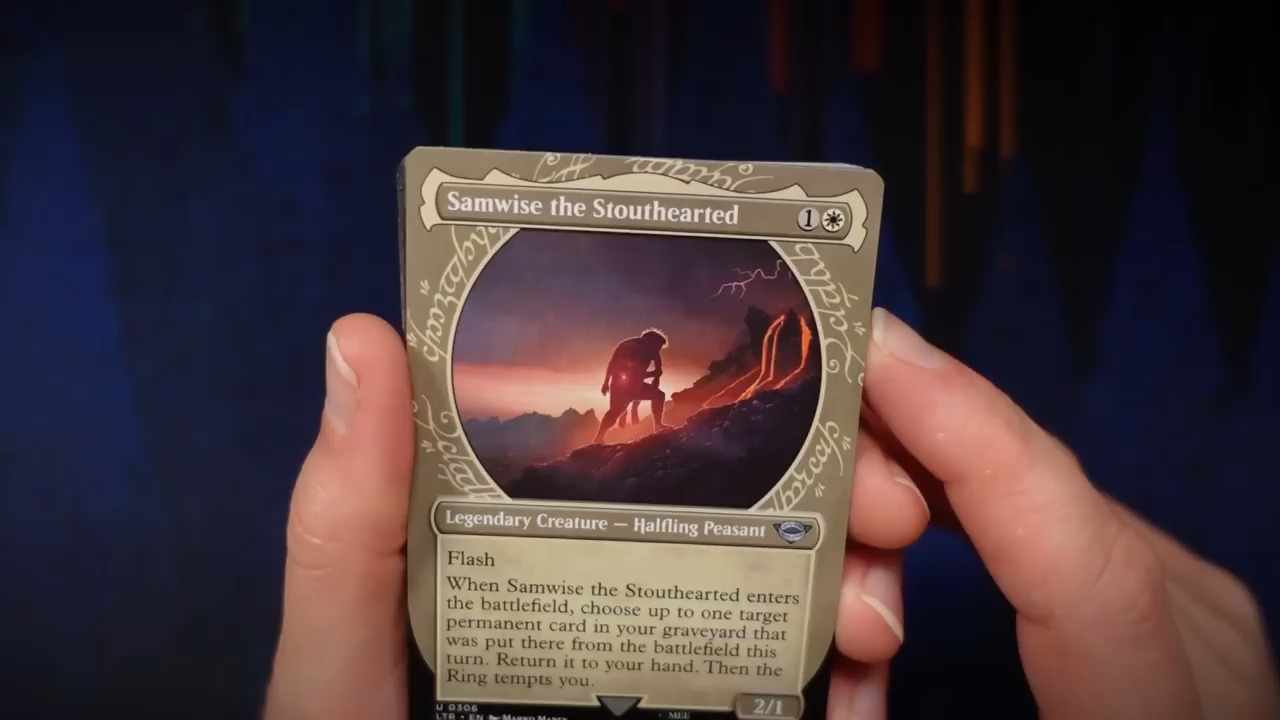 Samwise the Stouthearted 1
Legendary Creature — Halfling Peasant
Flash
When Samwise the Stouthearted enters
the battlefield, choose up to one target
permanent card in your graveyard that
was put there from the battlefield this
turn. Return it to your hand. Then the
Ring tempts you.
2/1
U 0306
LTR • EN